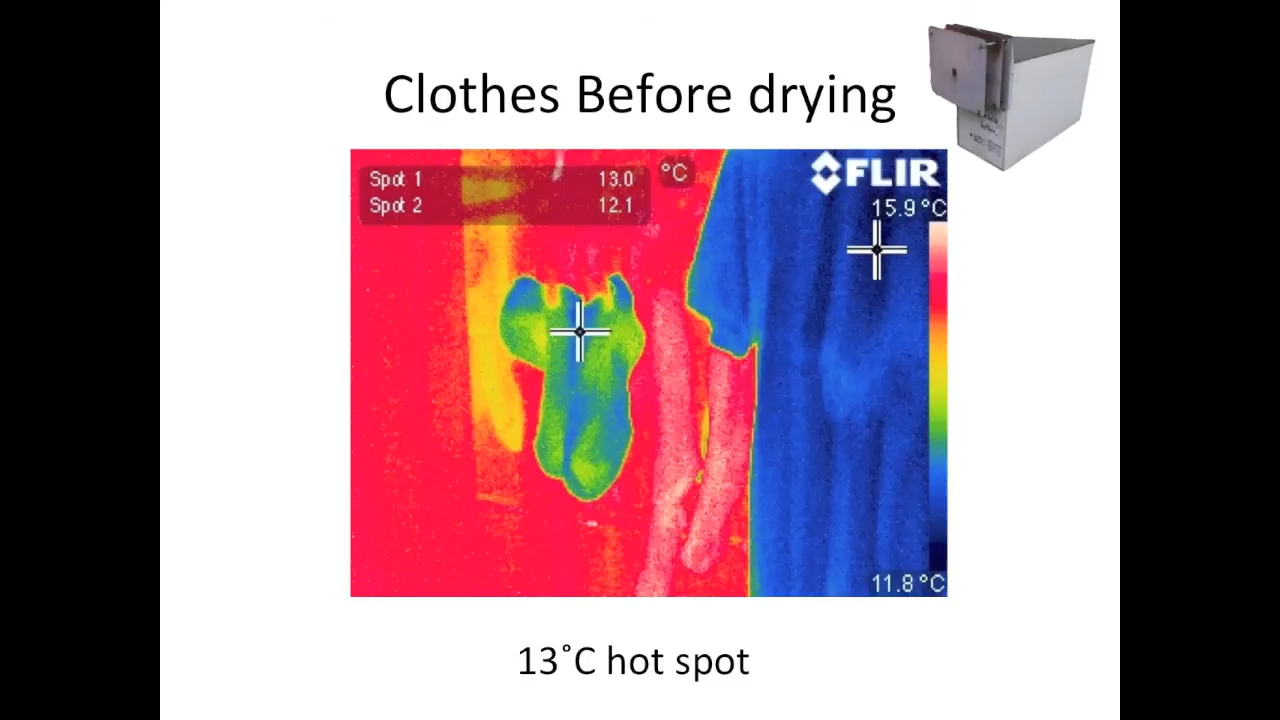 Clothes Before drying
Spot 1 13.0 °C
Spot 2 12.1
FLIR
15.9 °C
11.8 °C
13˚C hot spot